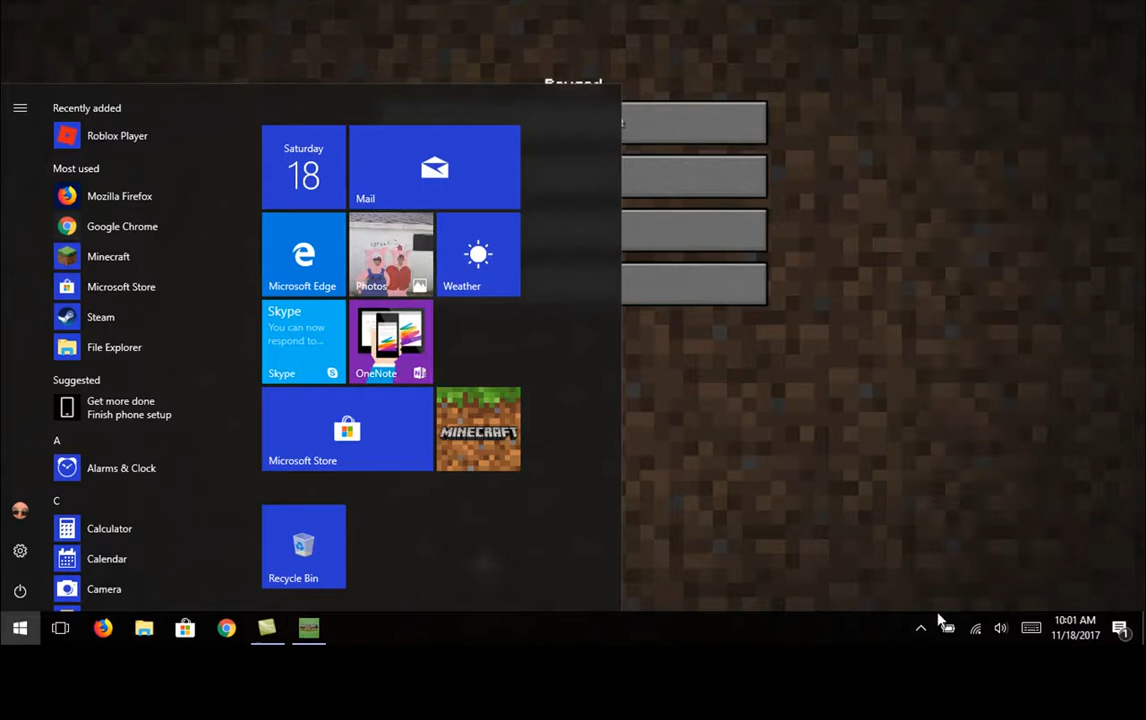 Recently added
Roblox Player
Most used
Mozilla Firefox
Google Chrome
Minecraft
Microsoft Store
Steam
File Explorer
Suggested
Get more done
Finish phone setup
A
Alarms & Clock
C
Calculator
Calendar
Camera
Saturday
18
Mail
Microsoft Edge
Photos
Weather
Skype
You can now
respond to...
Skype
OneNote
Microsoft Store
MINECRAFT
Recycle Bin
10:01 AM
11/18/2017
1